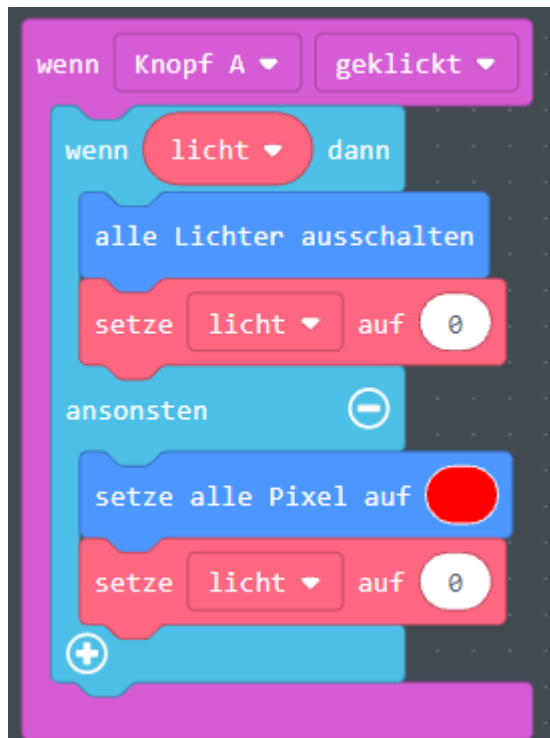 wenn Knopf A geklickt
wenn licht dann
alle Lichter ausschalten
setze licht auf 0
ansonsten
setze alle Pixel auf
setze licht auf 0